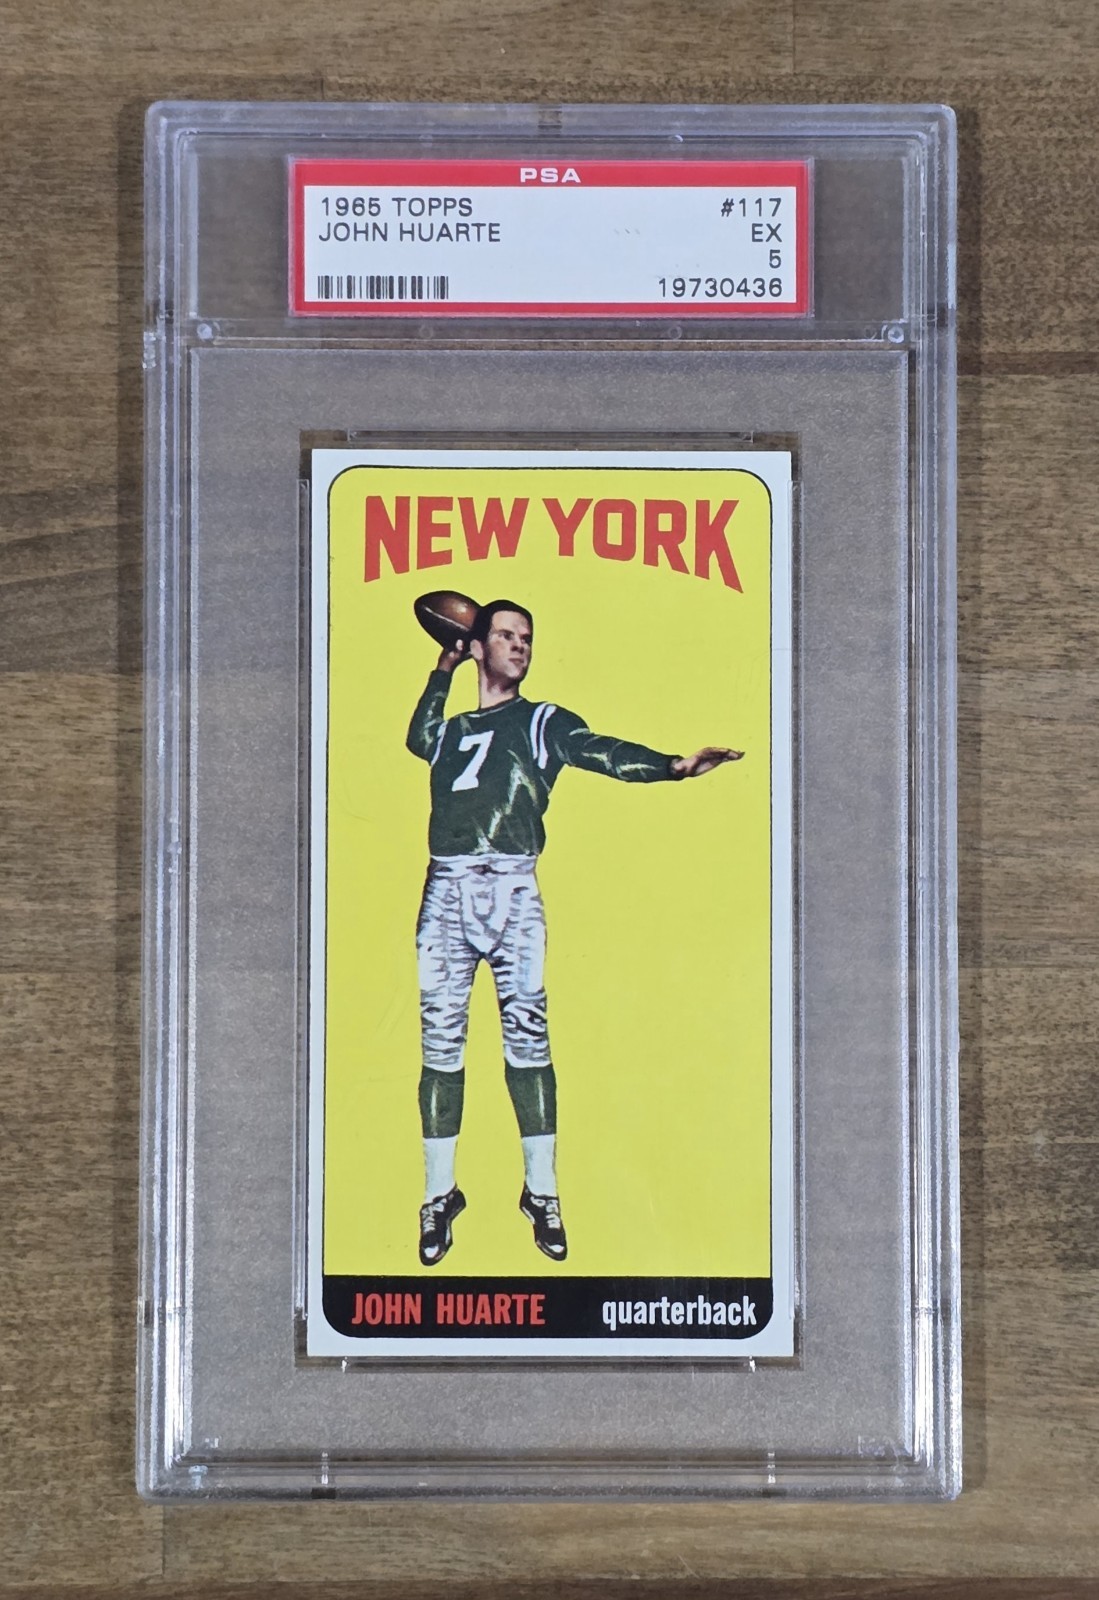 PSA
1965 TOPPS #117
JOHN HUARTE EX
5
19730436
NEW YORK
7
JOHN HUARTE quarterback